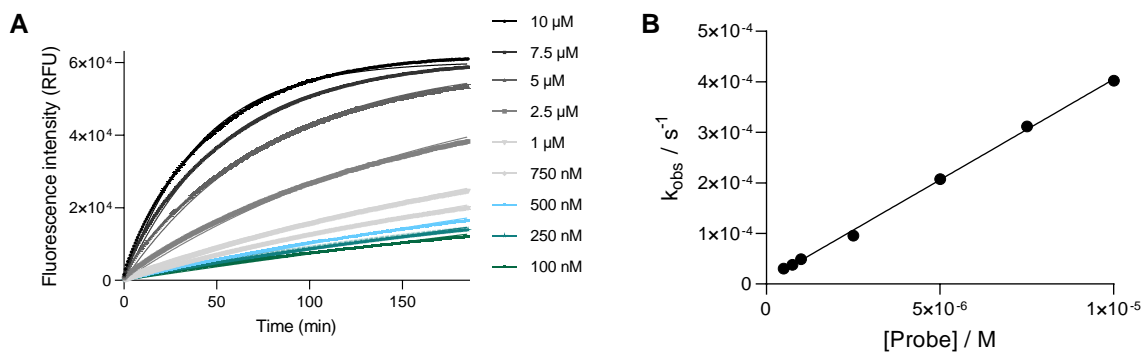 A
Fluorescence intensity (RFU)
6×10⁴
4×10⁴
2×10⁴
0
0
50
100
150
Time (min)
10 µM
7.5 µM
5 µM
2.5 µM
1 µM
750 nM
500 nM
250 nM
100 nM
B
k_obs / s⁻¹
5×10⁻⁴
4×10⁻⁴
3×10⁻⁴
2×10⁻⁴
1×10⁻⁴
0
0
5×10⁻⁶
1×10⁻⁵
[Probe] / M